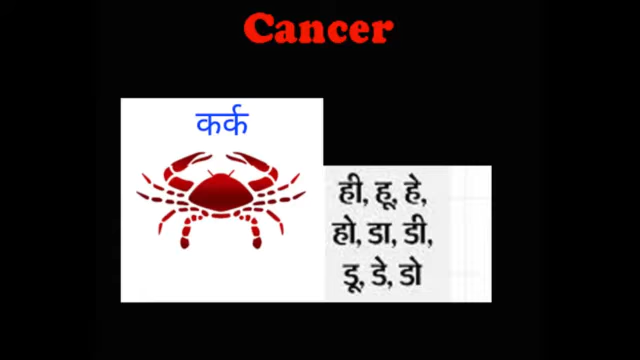 Cancer
कर्क
ही, हू, हे,
हो, डा, डी,
डू, डे, डो